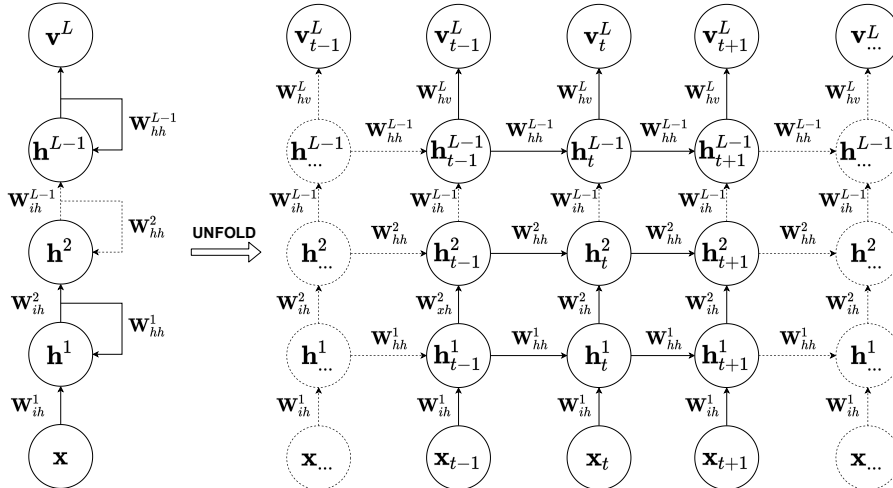 v^L v^L_{t−1} v^L_{t−1} v^L_t v^L_{t+1} v^L_{...}
W^L_{hv} W^L_{hv} W^L_{hv} W^L_{hv} W^L_{hv}
W^{L−1}_{hh} W^{L−1}_{hh} W^{L−1}_{hh} W^{L−1}_{hh} W^{L−1}_{hh}
h^{L−1} h^{L−1}_{...} h^{L−1}_{t−1} h^{L−1}_t h^{L−1}_{t+1} h^{L−1}_{...}
W^{L−1}_{ih} W^{L−1}_{ih} W^{L−1}_{ih} W^{L−1}_{ih} W^{L−1}_{ih} W^{L−1}_{ih}
W^2_{hh} UNFOLD W^2_{hh} W^2_{hh} W^2_{hh} W^2_{hh}
h^2 h^2_{...} h^2_{t−1} h^2_t h^2_{t+1} h^2_{...}
W^2_{ih} W^2_{ih} W^2_{xh} W^2_{ih} W^2_{ih} W^2_{ih}
W^1_{hh} W^1_{hh} W^1_{hh} W^1_{hh} W^1_{hh}
h^1 h^1_{...} h^1_{t−1} h^1_t h^1_{t+1} h^1_{...}
W^1_{ih} W^1_{ih} W^1_{ih} W^1_{ih} W^1_{ih} W^1_{ih}
x x_{...} x_{t−1} x_t x_{t+1} x_{...}